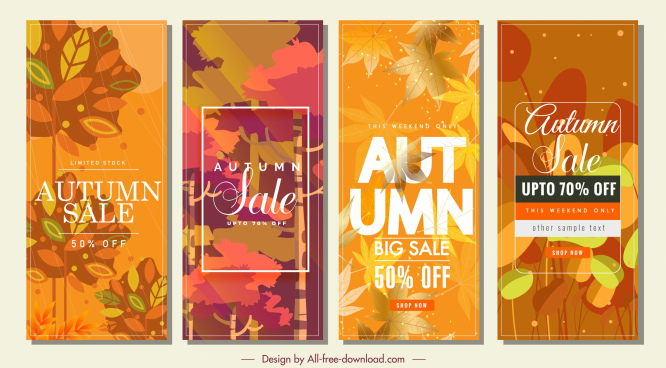 LIMITED STOCK
AUTUMN
SALE
50% OFF
AUTUMN
Sale
UPTO 70% OFF
THIS WEEKEND ONLY
AUT
UMN
BIG SALE
50% OFF
SHOP NOW
Autumn
Sale
UPTO 70% OFF
THIS WEEKEND ONLY
other sample text
SHOP NOW
Design by All-free-download.com